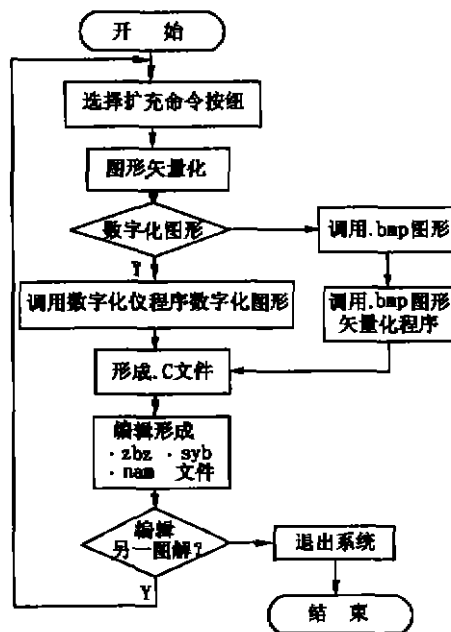 开 始
选择扩充命令按钮
图形矢量化
数字化图形
调用.bmp图形
Y
调用数字化仪程序数字化图形
调用.bmp图形
矢量化程序
形成.C文件
编辑形成
.zbz .syb
.nam 文件
编辑
另一图解?
退出系统
Y
结 束